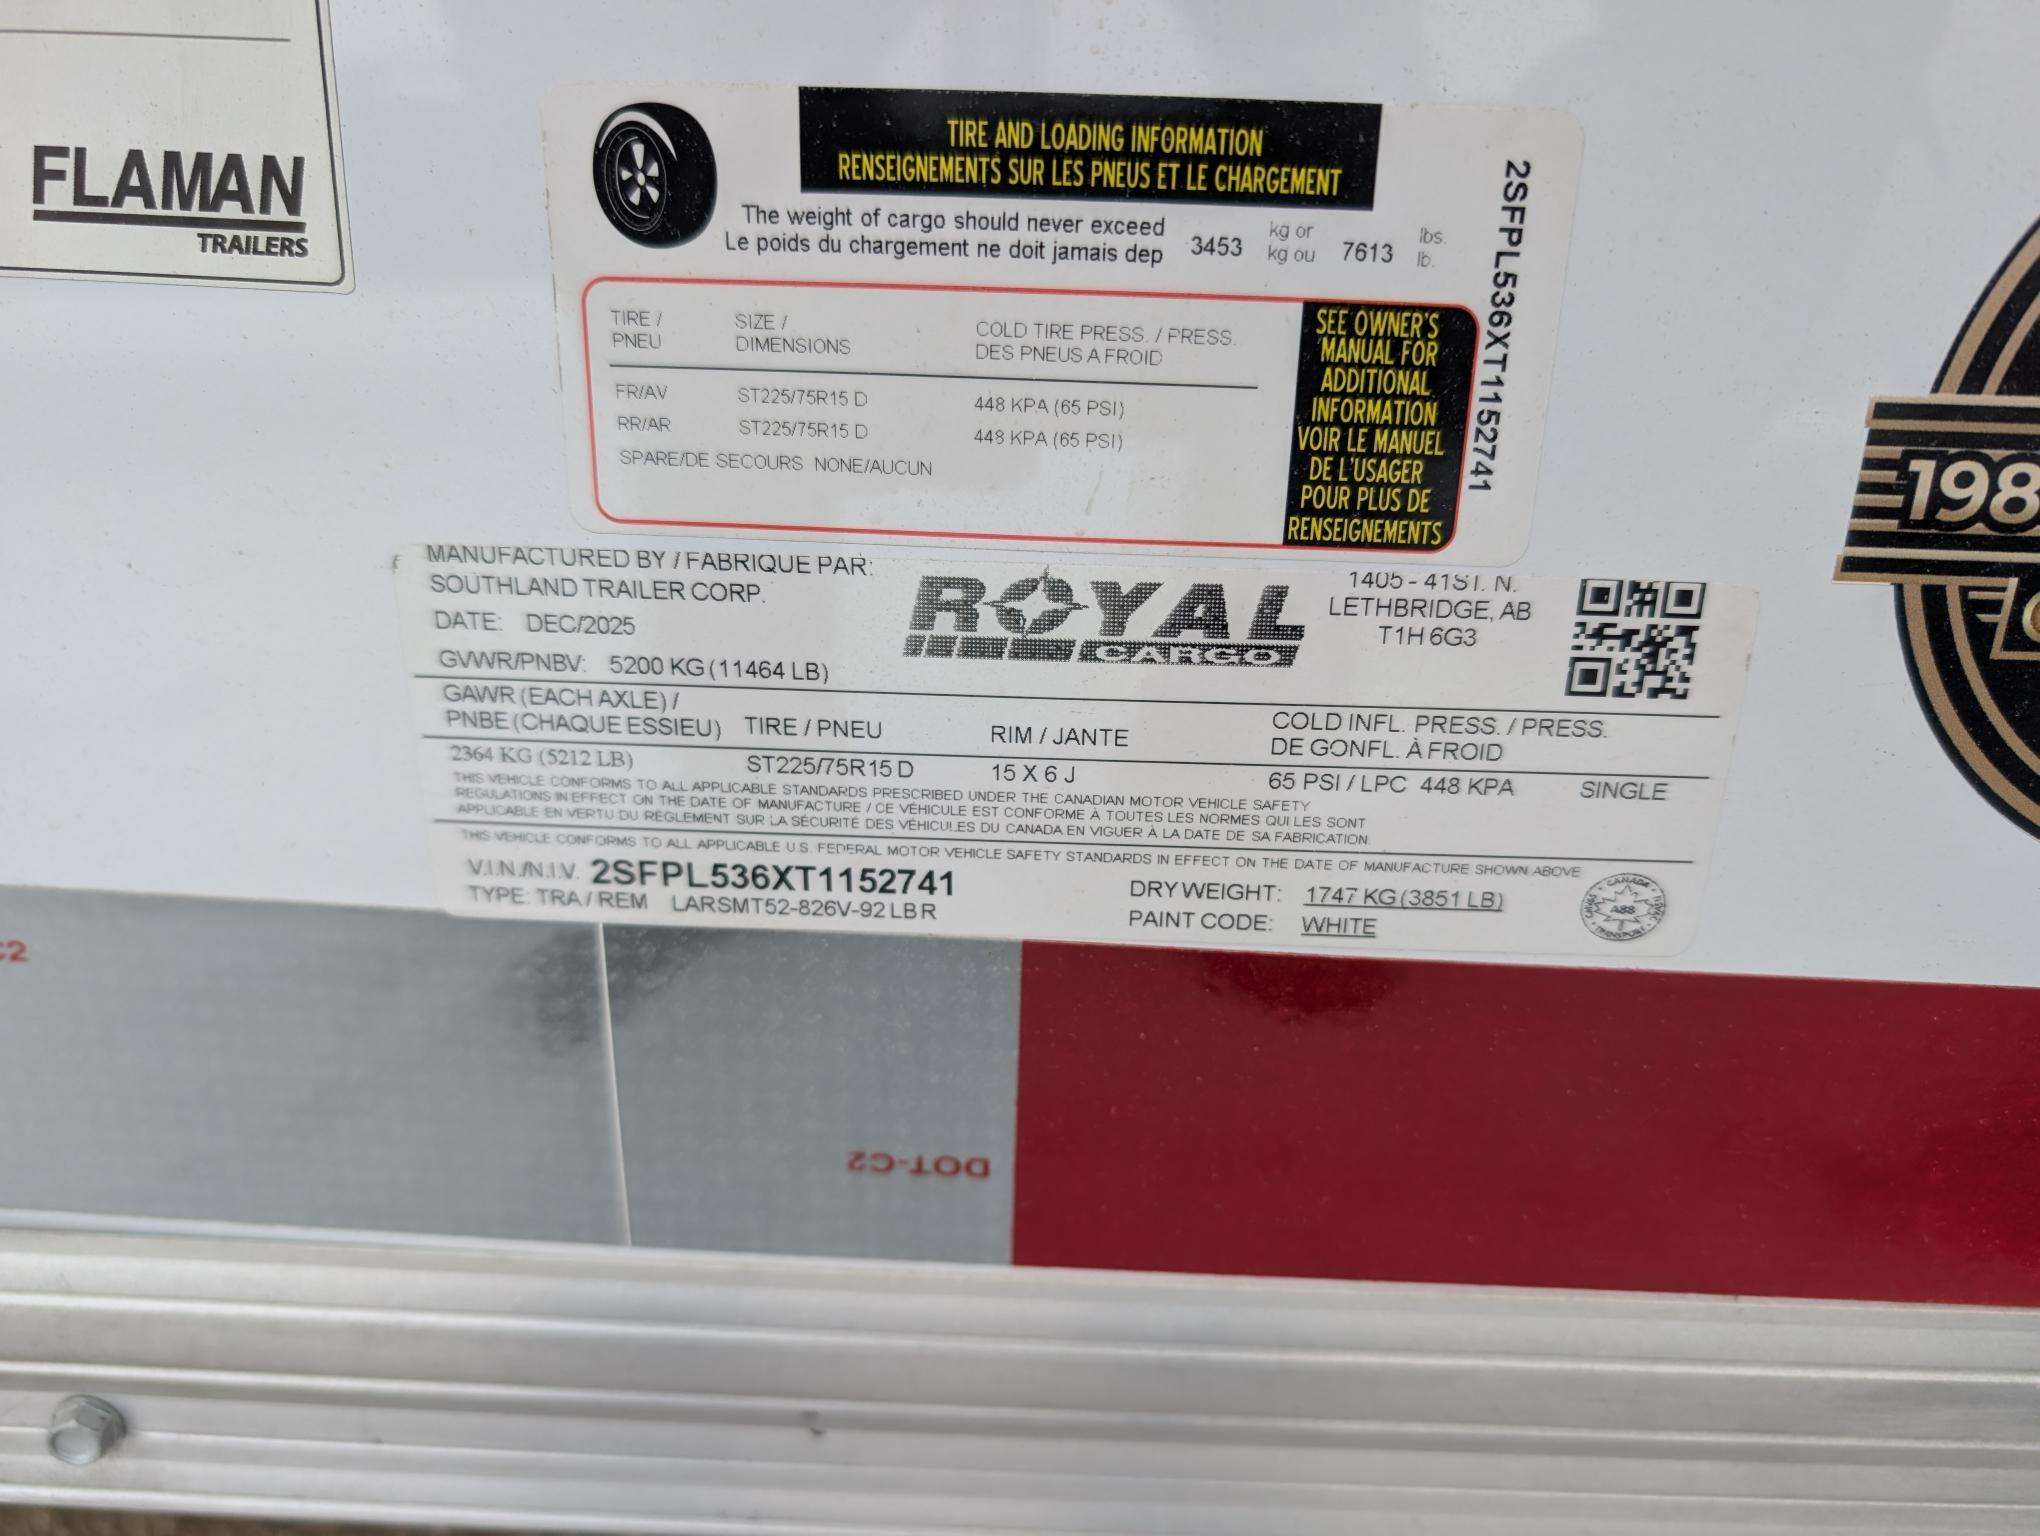 FLAMAN
TRAILERS
TIRE AND LOADING INFORMATION
RENSEIGNEMENTS SUR LES PNEUS ET LE CHARGEMENT
The weight of cargo should never exceed 3453 kg or 7613 lbs.
Le poids du chargement ne doit jamais dep kg ou lb.
TIRE / SIZE / COLD TIRE PRESS. / PRESS.
PNEU DIMENSIONS DES PNEUS A FROID
FR/AV ST225/75R15 D 448 KPA (65 PSI)
RR/AR ST225/75R15 D 448 KPA (65 PSI)
SPARE/DE SECOURS NONE/AUCUN
SEE OWNER'S
MANUAL FOR
ADDITIONAL
INFORMATION
VOIR LE MANUEL
DE L'USAGER
POUR PLUS DE
RENSEIGNEMENTS
2SFPL536XT1152741
MANUFACTURED BY / FABRIQUE PAR:
SOUTHLAND TRAILER CORP.
DATE: DEC/2025
GVWR/PNBV: 5200 KG (11464 LB)
ROYAL
CARGO
1405 - 41ST. N.
LETHBRIDGE, AB
T1H 6G3
GAWR (EACH AXLE) /
PNBE (CHAQUE ESSIEU) TIRE / PNEU RIM / JANTE COLD INFL. PRESS. / PRESS.
DE GONFL. À FROID
2364 KG (5212 LB) ST225/75R15 D 15 X 6 J 65 PSI / LPC 448 KPA SINGLE
THIS VEHICLE CONFORMS TO ALL APPLICABLE STANDARDS PRESCRIBED UNDER THE CANADIAN MOTOR VEHICLE SAFETY
REGULATIONS IN EFFECT ON THE DATE OF MANUFACTURE / CE VÉHICULE EST CONFORME À TOUTES LES NORMES QUI LES SONT
APPLICABLE EN VERTU DU RÈGLEMENT SUR LA SÉCURITÉ DES VÉHICULES DU CANADA EN VIGUER À LA DATE DE SA FABRICATION.
THIS VEHICLE CONFORMS TO ALL APPLICABLE U.S. FEDERAL MOTOR VEHICLE SAFETY STANDARDS IN EFFECT ON THE DATE OF MANUFACTURE SHOWN ABOVE
V.I.N./N.I.V. 2SFPL536XT1152741
TYPE: TRA / REM LARSMT52-826V-92 LB R
DRY WEIGHT: 1747 KG (3851 LB)
PAINT CODE: WHITE
CANADA
A88
TRANSPORT
198
C2
DOT-C2